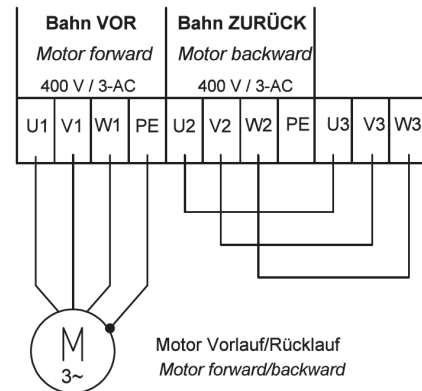 Bahn VOR
Motor forward
400 V / 3-AC
Bahn ZURÜCK
Motor backward
400 V / 3-AC
U1 V1 W1 PE U2 V2 W2 PE U3 V3 W3
M
3~
Motor Vorlauf/Rücklauf
Motor forward/backward